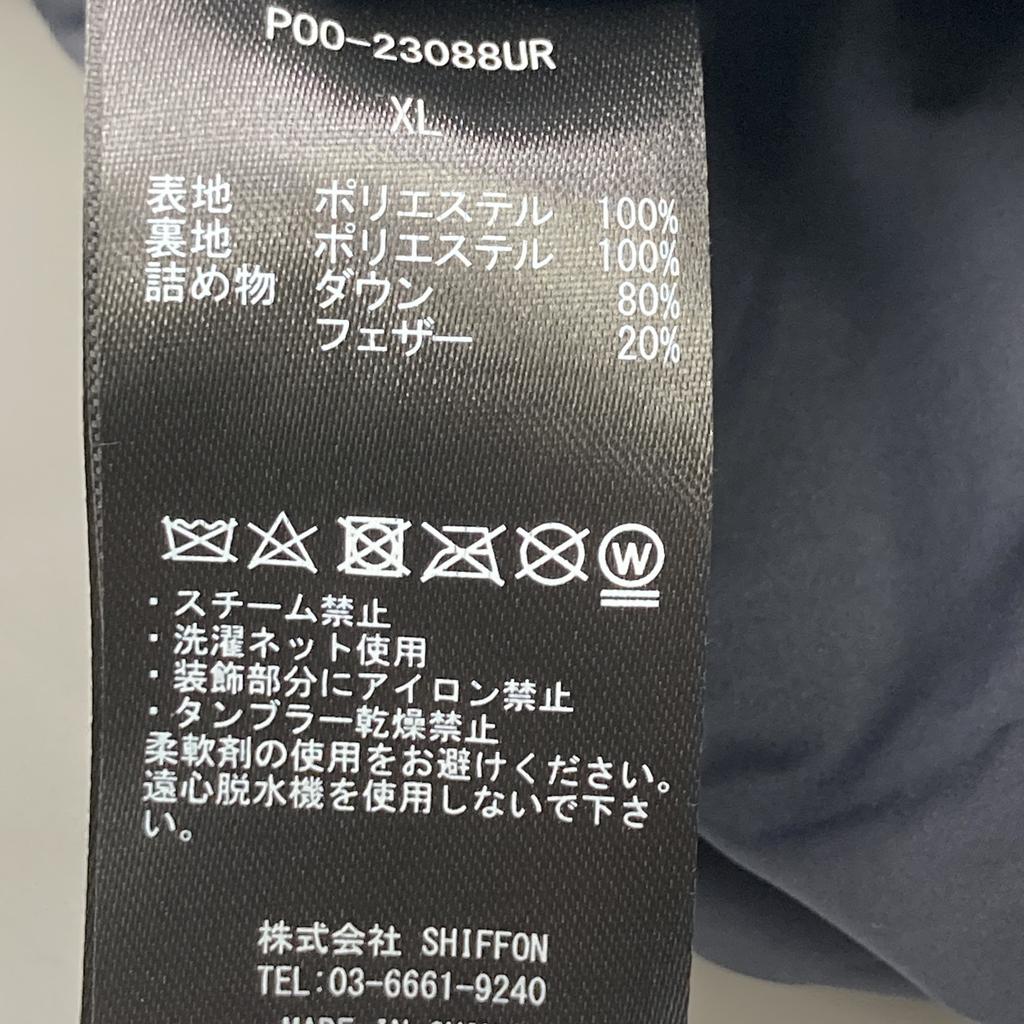 P00-23088UR
XL
表地 ポリエステル 100%
裏地 ポリエステル 100%
詰め物 ダウン 80%
フェザー 20%
W
・スチーム禁止
・洗濯ネット使用
・装飾部分にアイロン禁止
・タンブラー乾燥禁止
柔軟剤の使用をお避けください。
遠心脱水機を使用しないで下さ
い。
株式会社 SHIFFON
TEL:03-6661-9240
MADE IN